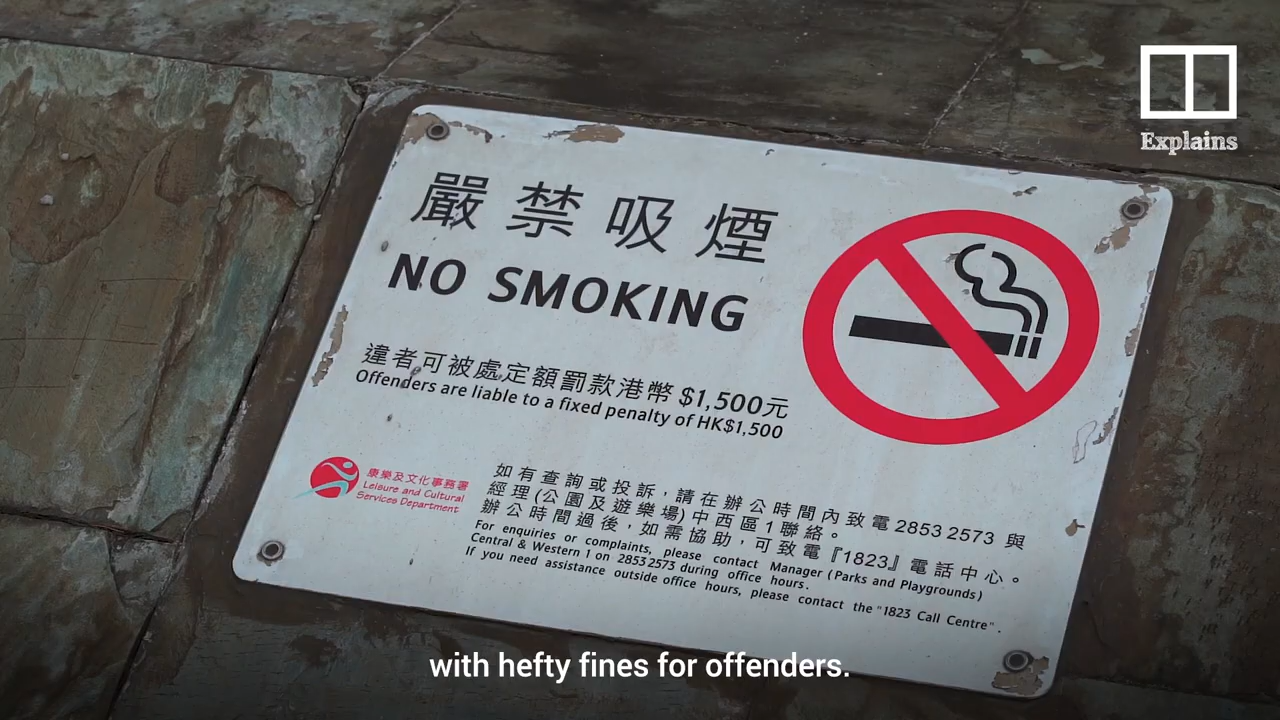 Explains
嚴禁吸煙
NO SMOKING
違者可被處定額罰款港幣 $1,500元
Offenders are liable to a fixed penalty of HK$1,500
康樂及文化事務署
Leisure and Cultural
Services Department
如有查詢或投訴，請在辦公時間內致電 2853 2573 與
經理(公園及遊樂場)中西區1聯絡。
辦公時間過後，如需協助，可致電『1823』電話中心。
For enquiries or complaints, please contact Manager (Parks and Playgrounds)
Central & Western 1 on 2853 2573 during office hours.
If you need assistance outside office hours, please contact the "1823 Call Centre".
with hefty fines for offenders.